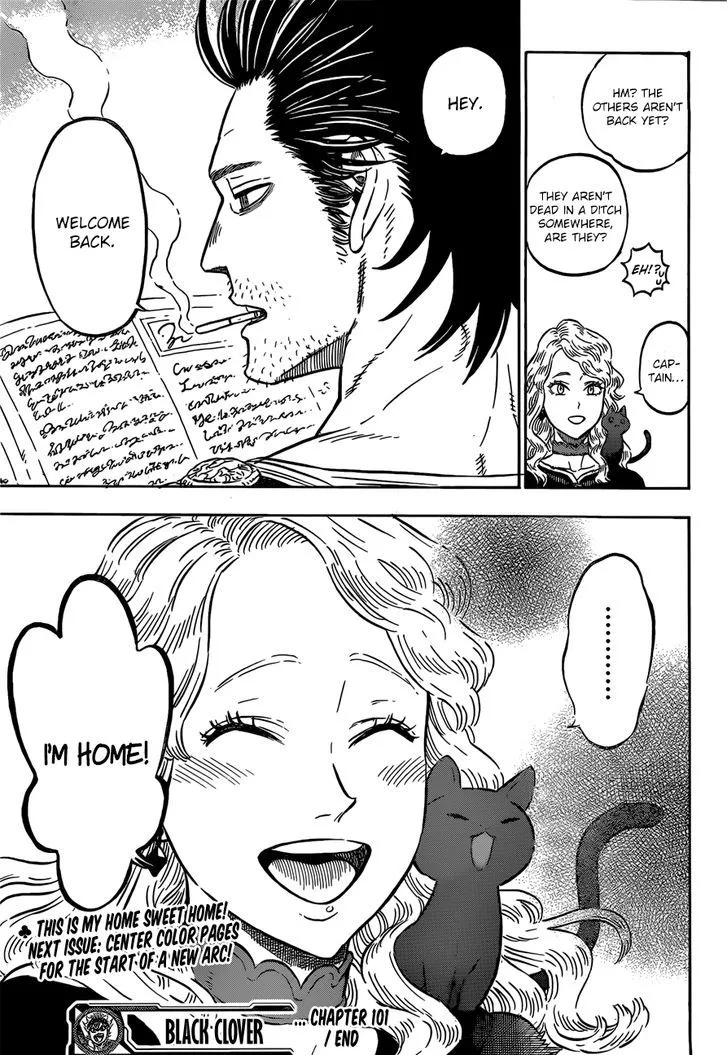 HM? THE
OTHERS AREN'T
BACK YET?
THEY AREN'T
DEAD IN A DITCH
SOMEWHERE,
ARE THEY?
EH!?
CAP-
TAIN...
HEY.
WELCOME
BACK.
.........
I'M HOME!
♣ THIS IS MY HOME SWEET HOME!
NEXT ISSUE: CENTER COLOR PAGES
FOR THE START OF A NEW ARC!
BLACK CLOVER
... CHAPTER 101
/ END